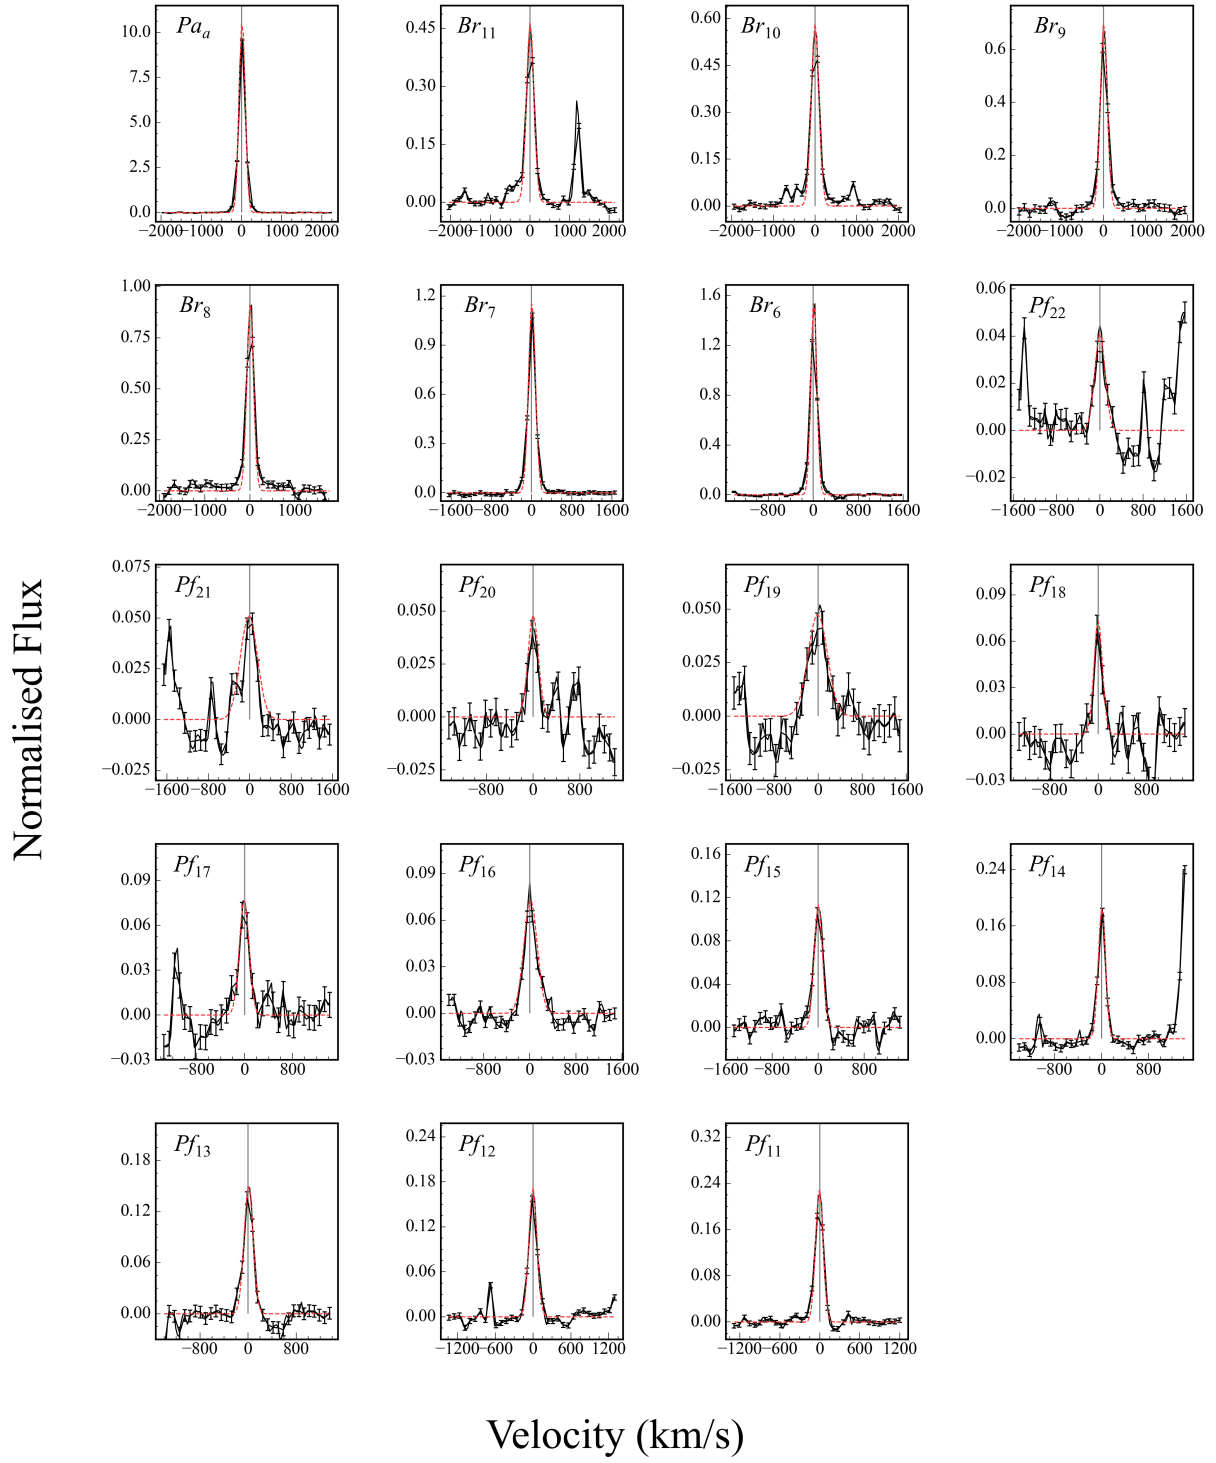 Pa_a
10.0
7.5
5.0
2.5
0.0
−2000 −1000 0 1000 2000
Br_11
0.45
0.30
0.15
0.00
−2000 −1000 0 1000 2000
Br_10
0.60
0.45
0.30
0.15
0.00
−2000 −1000 0 1000 2000
Br_9
0.6
0.4
0.2
0.0
−2000 −1000 0 1000 2000
Br_8
1.00
0.75
0.50
0.25
0.00
−2000 −1000 0 1000
Br_7
1.2
0.9
0.6
0.3
0.0
−1600 −800 0 800 1600
Br_6
1.6
1.2
0.8
0.4
0.0
−800 0 800 1600
Pf_22
0.06
0.04
0.02
0.00
−0.02
−1600 −800 0 800 1600
Normalised Flux
Pf_21
0.075
0.050
0.025
0.000
−0.025
−1600 −800 0 800 1600
Pf_20
0.050
0.025
0.000
−0.025
−800 0 800
Pf_19
0.050
0.025
0.000
−0.025
−1600 −800 0 800 1600
Pf_18
0.09
0.06
0.03
0.00
−0.03
−800 0 800
Pf_17
0.09
0.06
0.03
0.00
−0.03
−800 0 800
Pf_16
0.09
0.06
0.03
0.00
−0.03
−800 0 800 1600
Pf_15
0.16
0.12
0.08
0.04
0.00
−1600 −800 0 800
Pf_14
0.24
0.16
0.08
0.00
−800 0 800
Pf_13
0.18
0.12
0.06
0.00
−800 0 800
Pf_12
0.24
0.18
0.12
0.06
0.00
−1200 −600 0 600 1200
Pf_11
0.32
0.24
0.16
0.08
0.00
−1200 −600 0 600 1200
Velocity (km/s)